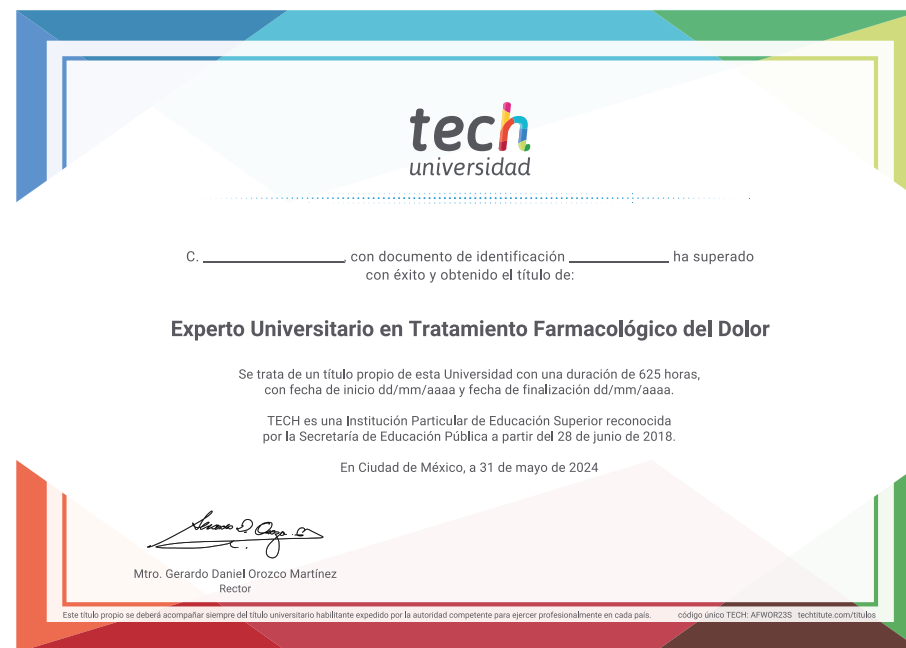 tech
universidad
C. ____________, con documento de identificación ____________ ha superado
con éxito y obtenido el título de:
Experto Universitario en Tratamiento Farmacológico del Dolor
Se trata de un título propio de esta Universidad con una duración de 625 horas,
con fecha de inicio dd/mm/aaaa y fecha de finalización dd/mm/aaaa.
TECH es una Institución Particular de Educación Superior reconocida
por la Secretaría de Educación Pública a partir del 28 de junio de 2018.
En Ciudad de México, a 31 de mayo de 2024
Mtro. Gerardo Daniel Orozco Martínez
Rector
Este título propio se deberá acompañar siempre del título universitario habilitante expedido por la autoridad competente para ejercer profesionalmente en cada país. código único TECH: AFWOR23S techtitute.com/titulos